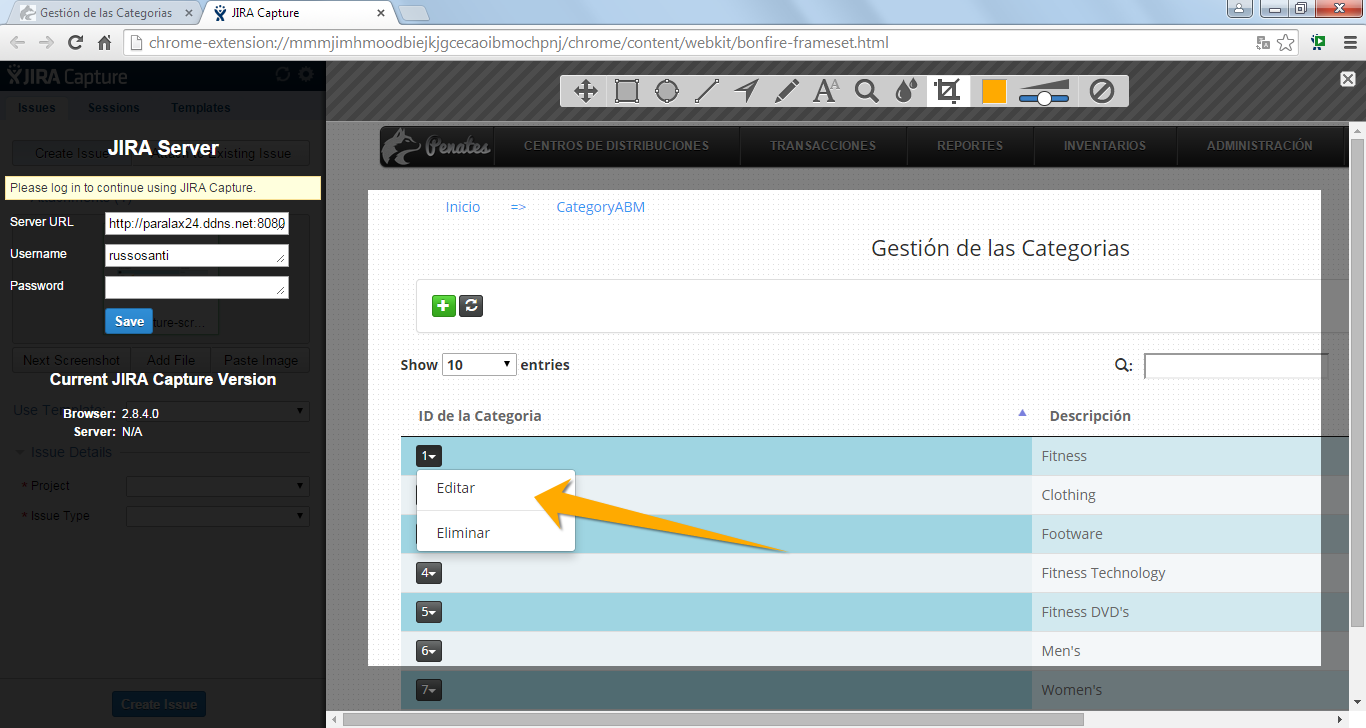 Gestión de las Categorias
JIRA Capture
chrome-extension://mmmjimhmoodbiejkjgcecaoibmochpnj/chrome/content/webkit/bonfire-frameset.html
JIRA Capture
Issues Sessions Templates
Create Issue
Existing Issue
JIRA Server
Please log in to continue using JIRA Capture.
Server URL http://paralax24.ddns.net:8080
Username russosanti
Password
Save
ture-scr...
Next Screenshot Add File Paste Image
Current JIRA Capture Version
Use
Browser: 2.8.4.0
Server: N/A
Issue Details
* Project
* Issue Type
Create Issue
Penates CENTROS DE DISTRIBUCIONES TRANSACCIONES REPORTES INVENTARIOS ADMINISTRACIÓN
Inicio => CategoryABM
Gestión de las Categorias
Show 10 entries
ID de la Categoria Descripción
1 Fitness
Editar
Clothing
Eliminar
Footware
4 Fitness Technology
5 Fitness DVD's
6 Men's
7 Women's